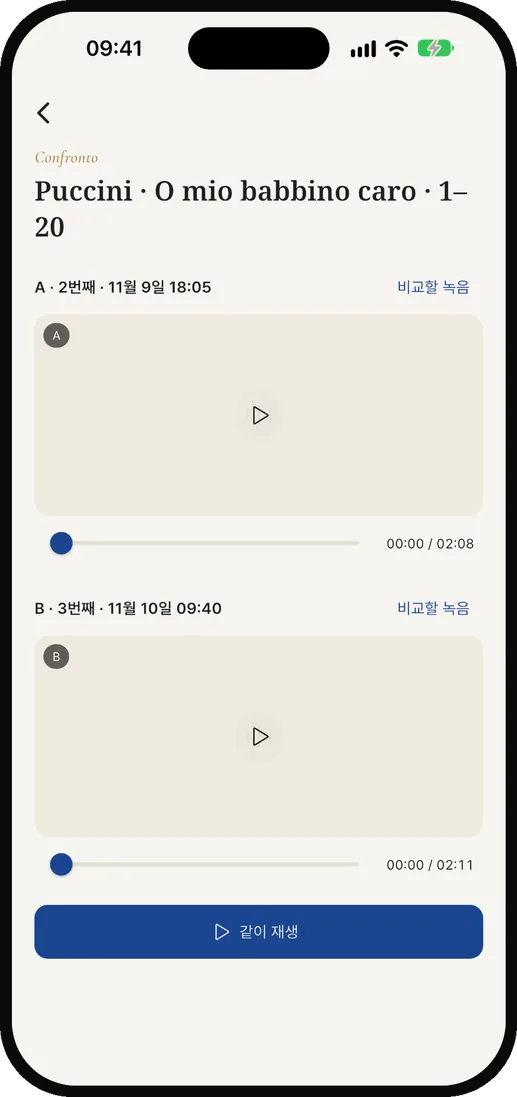 09:41
Confronto
Puccini · O mio babbino caro · 1–
20
A · 2번째 · 11월 9일 18:05
비교할 녹음
A
00:00 / 02:08
B · 3번째 · 11월 10일 09:40
비교할 녹음
B
00:00 / 02:11
같이 재생